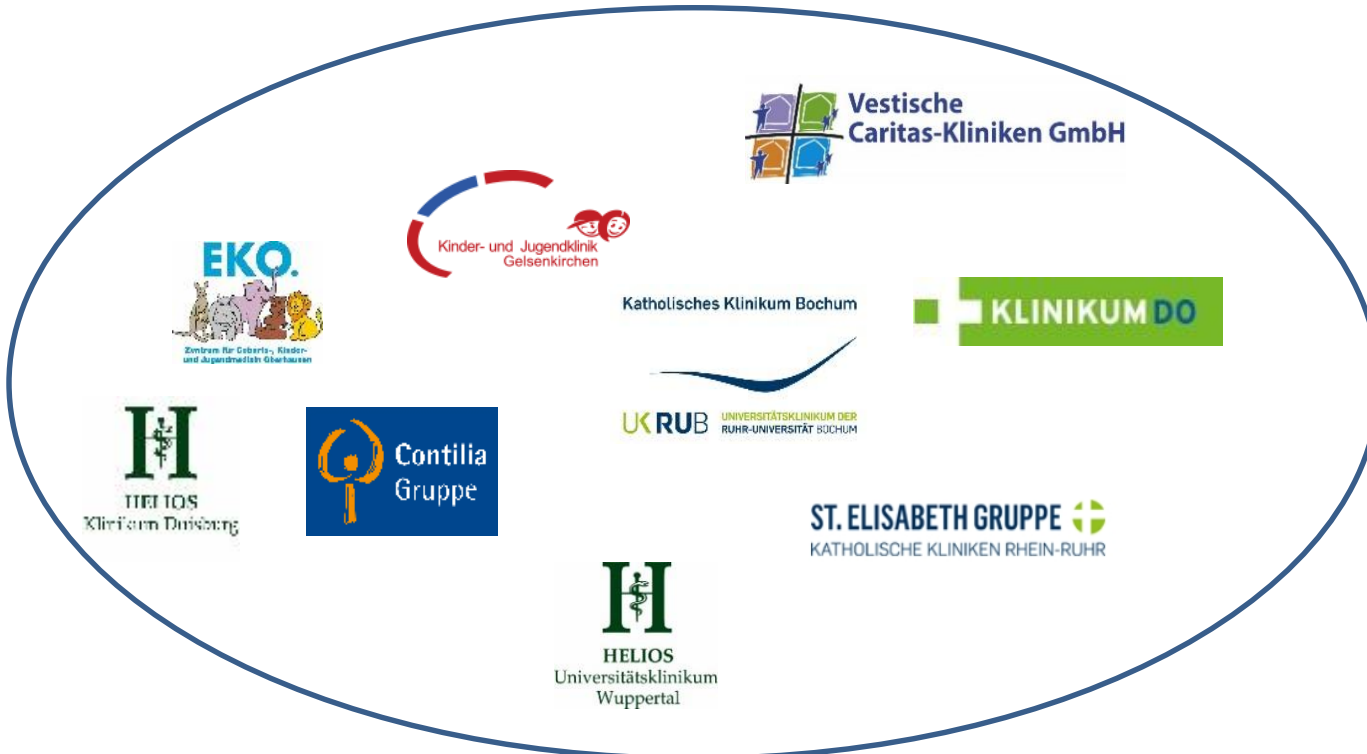 Vestische
Caritas-Kliniken GmbH
Kinder- und Jugendklinik
Gelsenkirchen
EKO.
Zentrum für Geburts-, Kinder-
und Jugendmedizin Oberhausen
Katholisches Klinikum Bochum
UK RUB UNIVERSITÄTSKLINIKUM DER
RUHR-UNIVERSITÄT BOCHUM
KLINIKUM DO
HELIOS
Klinikum Duisburg
Contilia
Gruppe
ST. ELISABETH GRUPPE
KATHOLISCHE KLINIKEN RHEIN-RUHR
HELIOS
Universitätsklinikum
Wuppertal